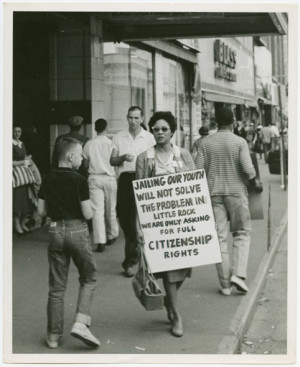 BLASS
JAILING OUR YOUTH
WILL NOT SOLVE
THE PROBLEM IN
LITTLE ROCK
WE ARE ONLY ASKING
FOR FULL
CITIZENSHIP
RIGHTS